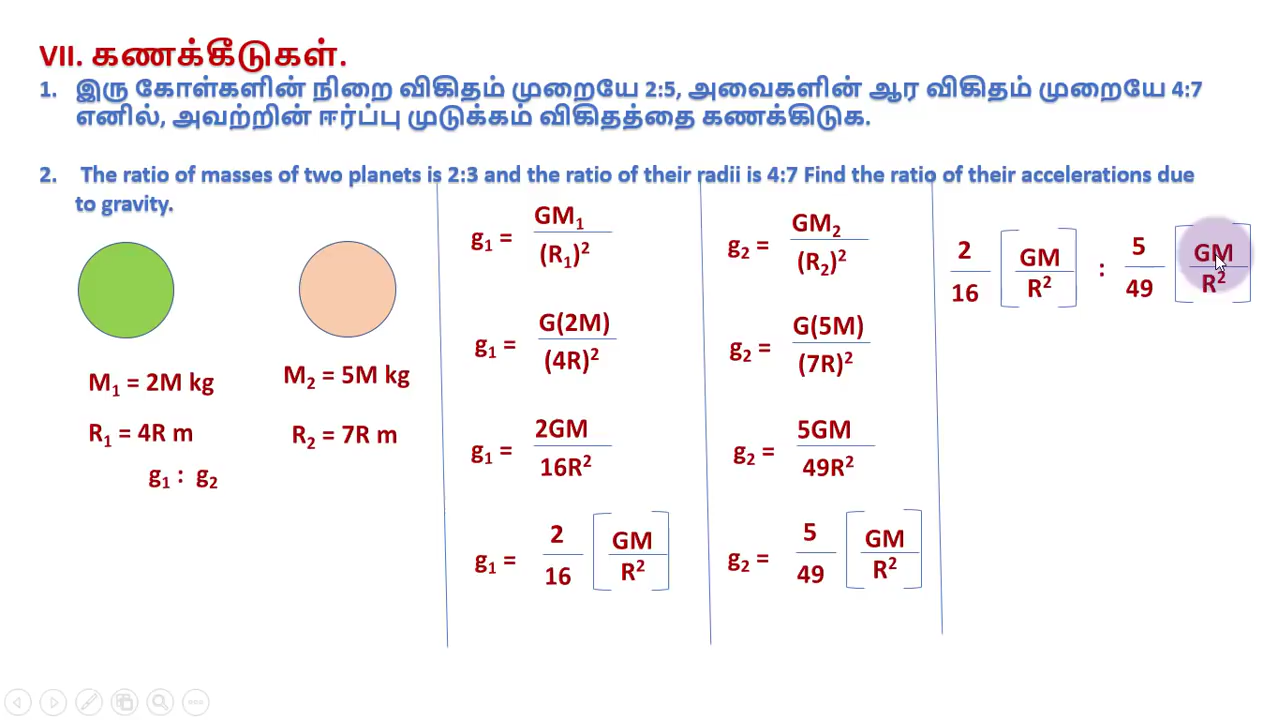 VII. கணக்கீடுகள்.
1. இரு கோள்களின் நிறை விகிதம் முறையே 2:5, அவைகளின் ஆர விகிதம் முறையே 4:7
எனில், அவற்றின் ஈர்ப்பு முடுக்கம் விகிதத்தை கணக்கிடுக.
2. The ratio of masses of two planets is 2:3 and the ratio of their radii is 4:7 Find the ratio of their accelerations due
to gravity.
M₁ = 2M kg
R₁ = 4R m
M₂ = 5M kg
R₂ = 7R m
g₁ : g₂
g₁ = GM₁ / (R₁)²
g₁ = G(2M) / (4R)²
g₁ = 2GM / 16R²
g₁ = 2/16 [GM / R²]
g₂ = GM₂ / (R₂)²
g₂ = G(5M) / (7R)²
g₂ = 5GM / 49R²
g₂ = 5/49 [GM / R²]
2/16 [GM / R²] : 5/49 [GM / R²]